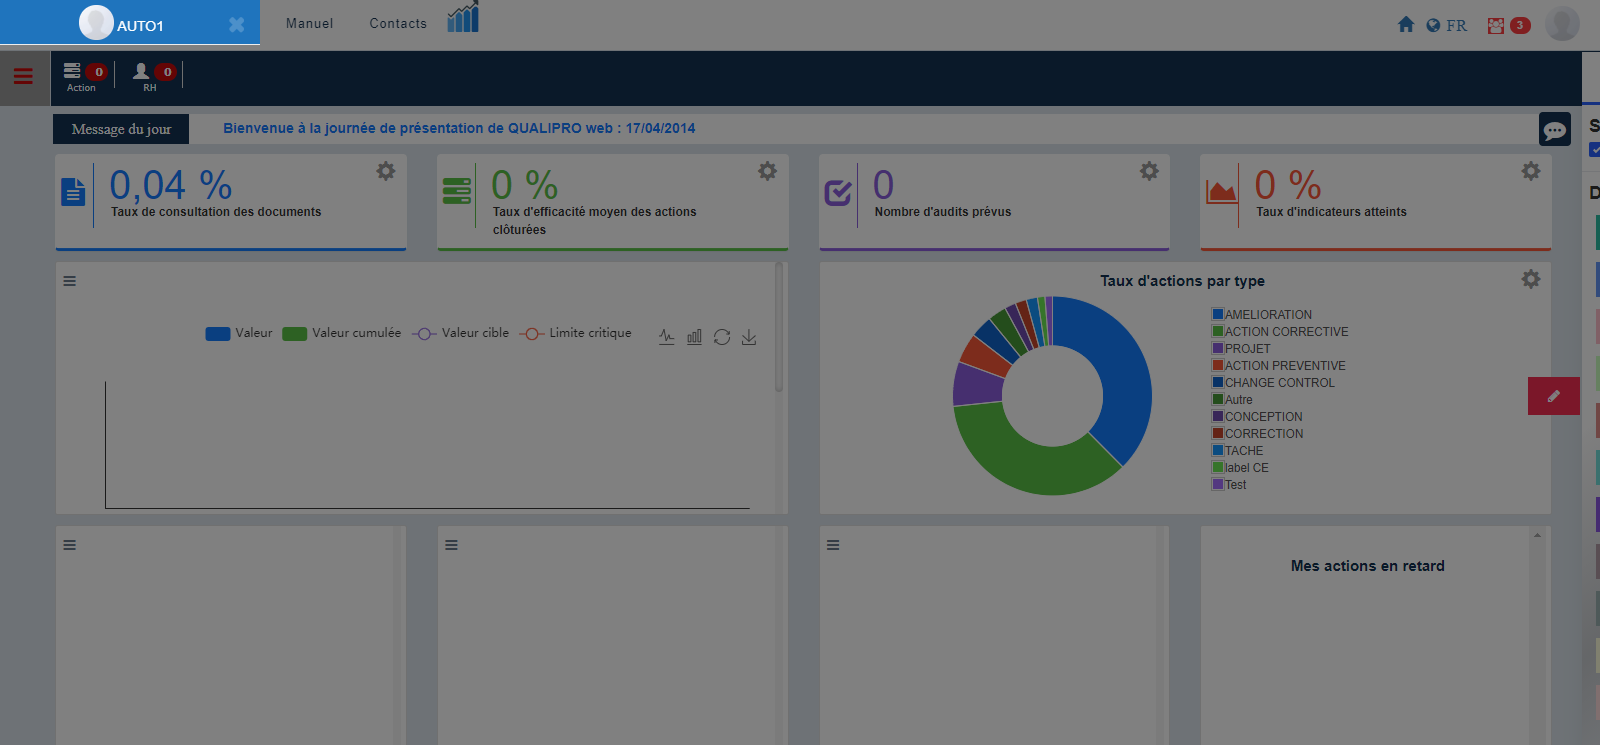 AUTO1
Manuel
Contacts
FR
3
0
Action
0
RH
Message du jour
Bienvenue à la journée de présentation de QUALIPRO web : 17/04/2014
S
0,04 %
Taux de consultation des documents
0 %
Taux d'efficacité moyen des actions
clôturées
0
Nombre d'audits prévus
0 %
Taux d'indicateurs atteints
D
Valeur
Valeur cumulée
Valeur cible
Limite critique
Taux d'actions par type
AMELIORATION
ACTION CORRECTIVE
PROJET
ACTION PREVENTIVE
CHANGE CONTROL
Autre
CONCEPTION
CORRECTION
TACHE
label CE
Test
Mes actions en retard